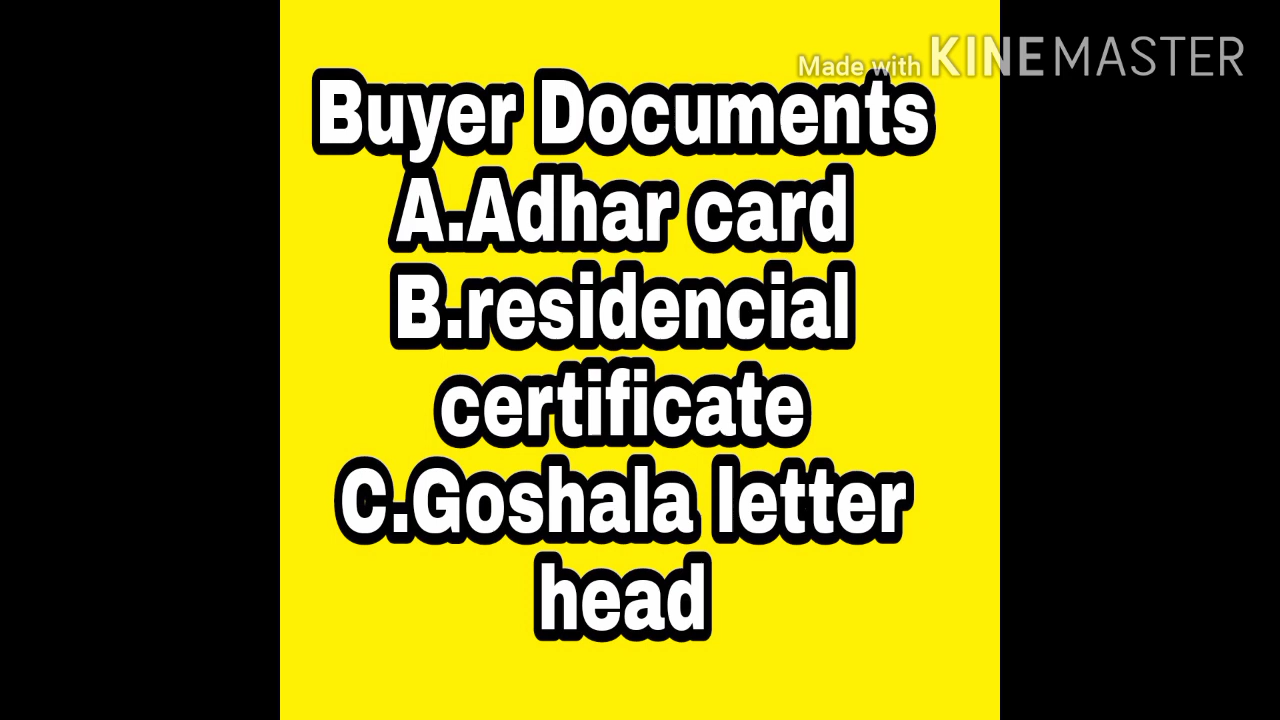 Made with KINEMASTER
Buyer Documents
A.Adhar card
B.residencial
certificate
C.Goshala letter
head